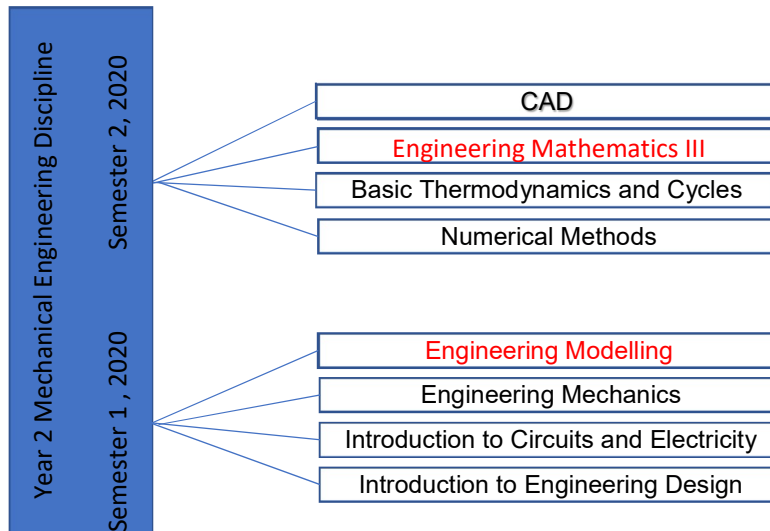 Year 2 Mechanical Engineering Discipline
Semester 2, 2020
CAD
Engineering Mathematics III
Basic Thermodynamics and Cycles
Numerical Methods
Semester 1 , 2020
Engineering Modelling
Engineering Mechanics
Introduction to Circuits and Electricity
Introduction to Engineering Design